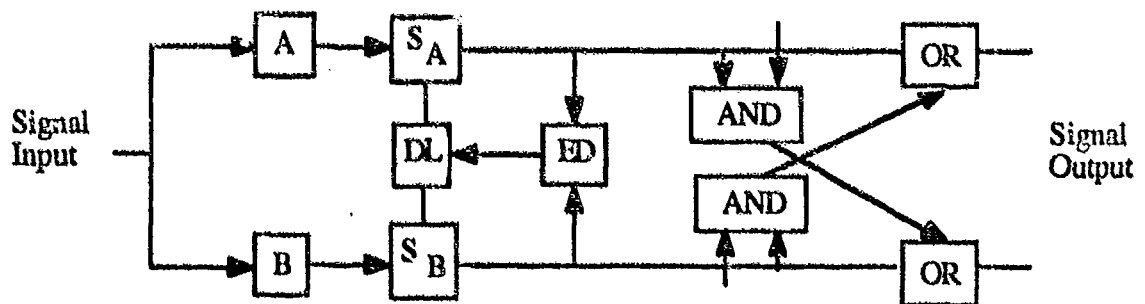 A
S A
OR
Signal
Input
AND
DL
ED
Signal
Output
AND
B
S B
OR